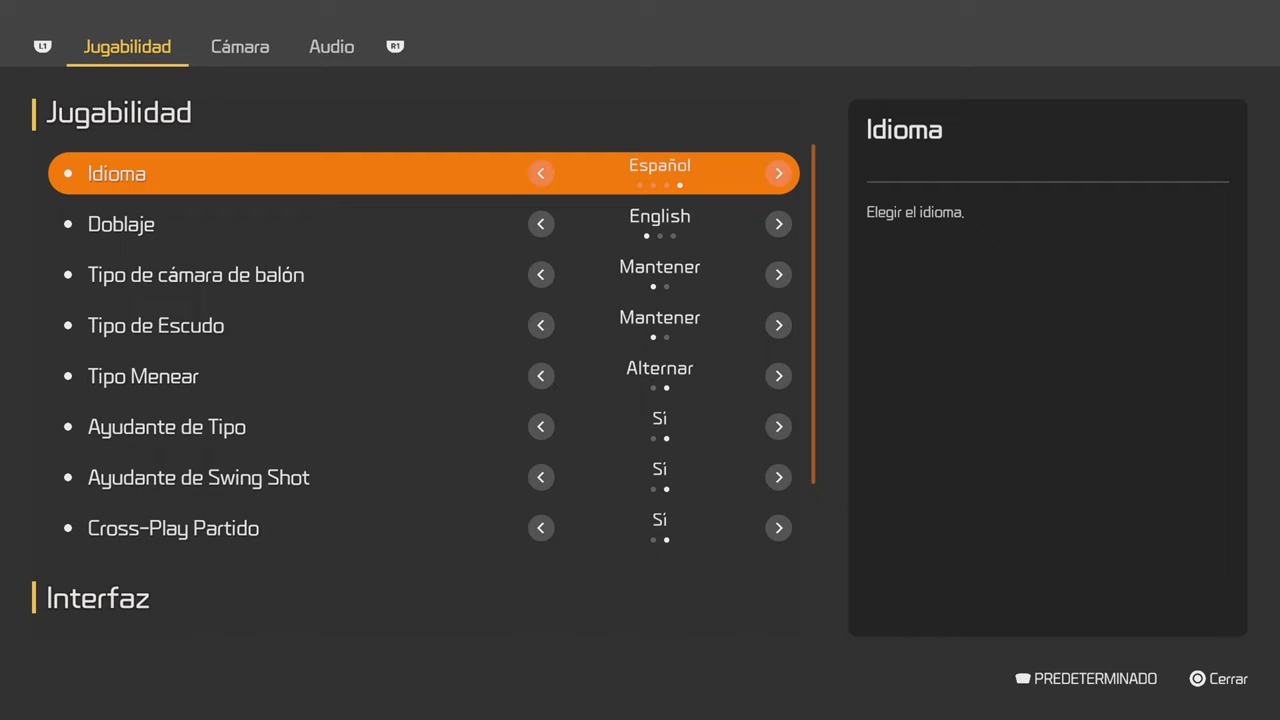 L1 Jugabilidad Cámara Audio R1
Jugabilidad
Idioma Español
Doblaje English
Tipo de cámara de balón Mantener
Tipo de Escudo Mantener
Tipo Menear Alternar
Ayudante de Tipo Sí
Ayudante de Swing Shot Sí
Cross-Play Partido Sí
Interfaz
Idioma
Elegir el idioma.
PREDETERMINADO Cerrar